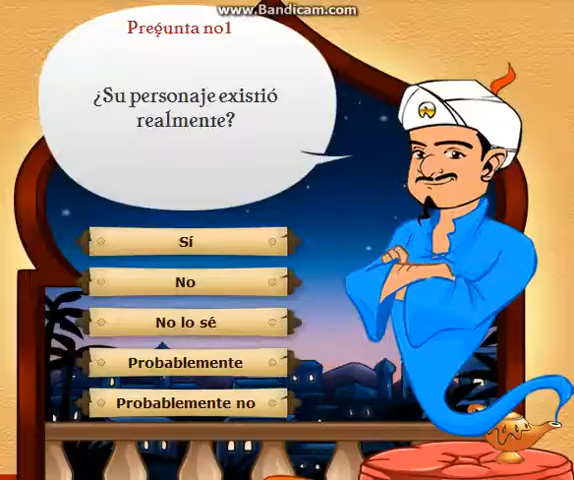 www.Bandicam.com
Pregunta no1
¿Su personaje existió
realmente?
Sí
No
No lo sé
Probablemente
Probablemente no